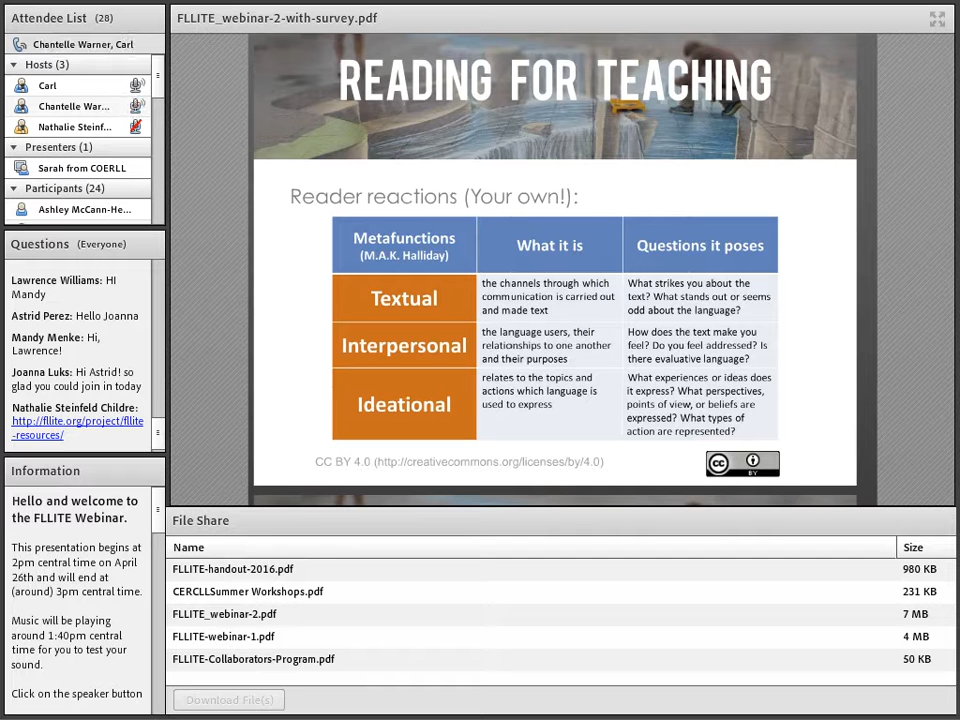 Attendee List (28)
Chantelle Warner, Carl
Hosts (3)
Carl
Chantelle War...
Nathalie Steinf...
Presenters (1)
Sarah from COERLL
Participants (24)
Ashley McCann-He...
Questions (Everyone)
Lawrence Williams: HI
Mandy
Astrid Perez: Hello Joanna
Mandy Menke: Hi,
Lawrence!
Joanna Luks: Hi Astrid! so
glad you could join in today
Nathalie Steinfeld Childre:
http://fllite.org/project/fllite
-resources/
Information
Hello and welcome to
the FLLITE Webinar.
This presentation begins at
2pm central time on April
26th and will end at
(around) 3pm central time.
Music will be playing
around 1:40pm central
time for you to test your
sound.
Click on the speaker button
FLLITE_webinar-2-with-survey.pdf
READING FOR TEACHING
Reader reactions (Your own!):
Metafunctions
(M.A.K. Halliday)
What it is
Questions it poses
Textual
the channels through which
communication is carried out
and made text
What strikes you about the
text? What stands out or seems
odd about the language?
Interpersonal
the language users, their
relationships to one another
and their purposes
How does the text make you
feel? Do you feel addressed? Is
there evaluative language?
Ideational
relates to the topics and
actions which language is
used to express
What experiences or ideas does
it express? What perspectives,
points of view, or beliefs are
expressed? What types of
action are represented?
CC BY 4.0 (http://creativecommons.org/licenses/by/4.0)
cc
BY
File Share
Name Size
FLLITE-handout-2016.pdf 980 KB
CERCLLSummer Workshops.pdf 231 KB
FLLITE_webinar-2.pdf 7 MB
FLLITE-webinar-1.pdf 4 MB
FLLITE-Collaborators-Program.pdf 50 KB
Download File(s)